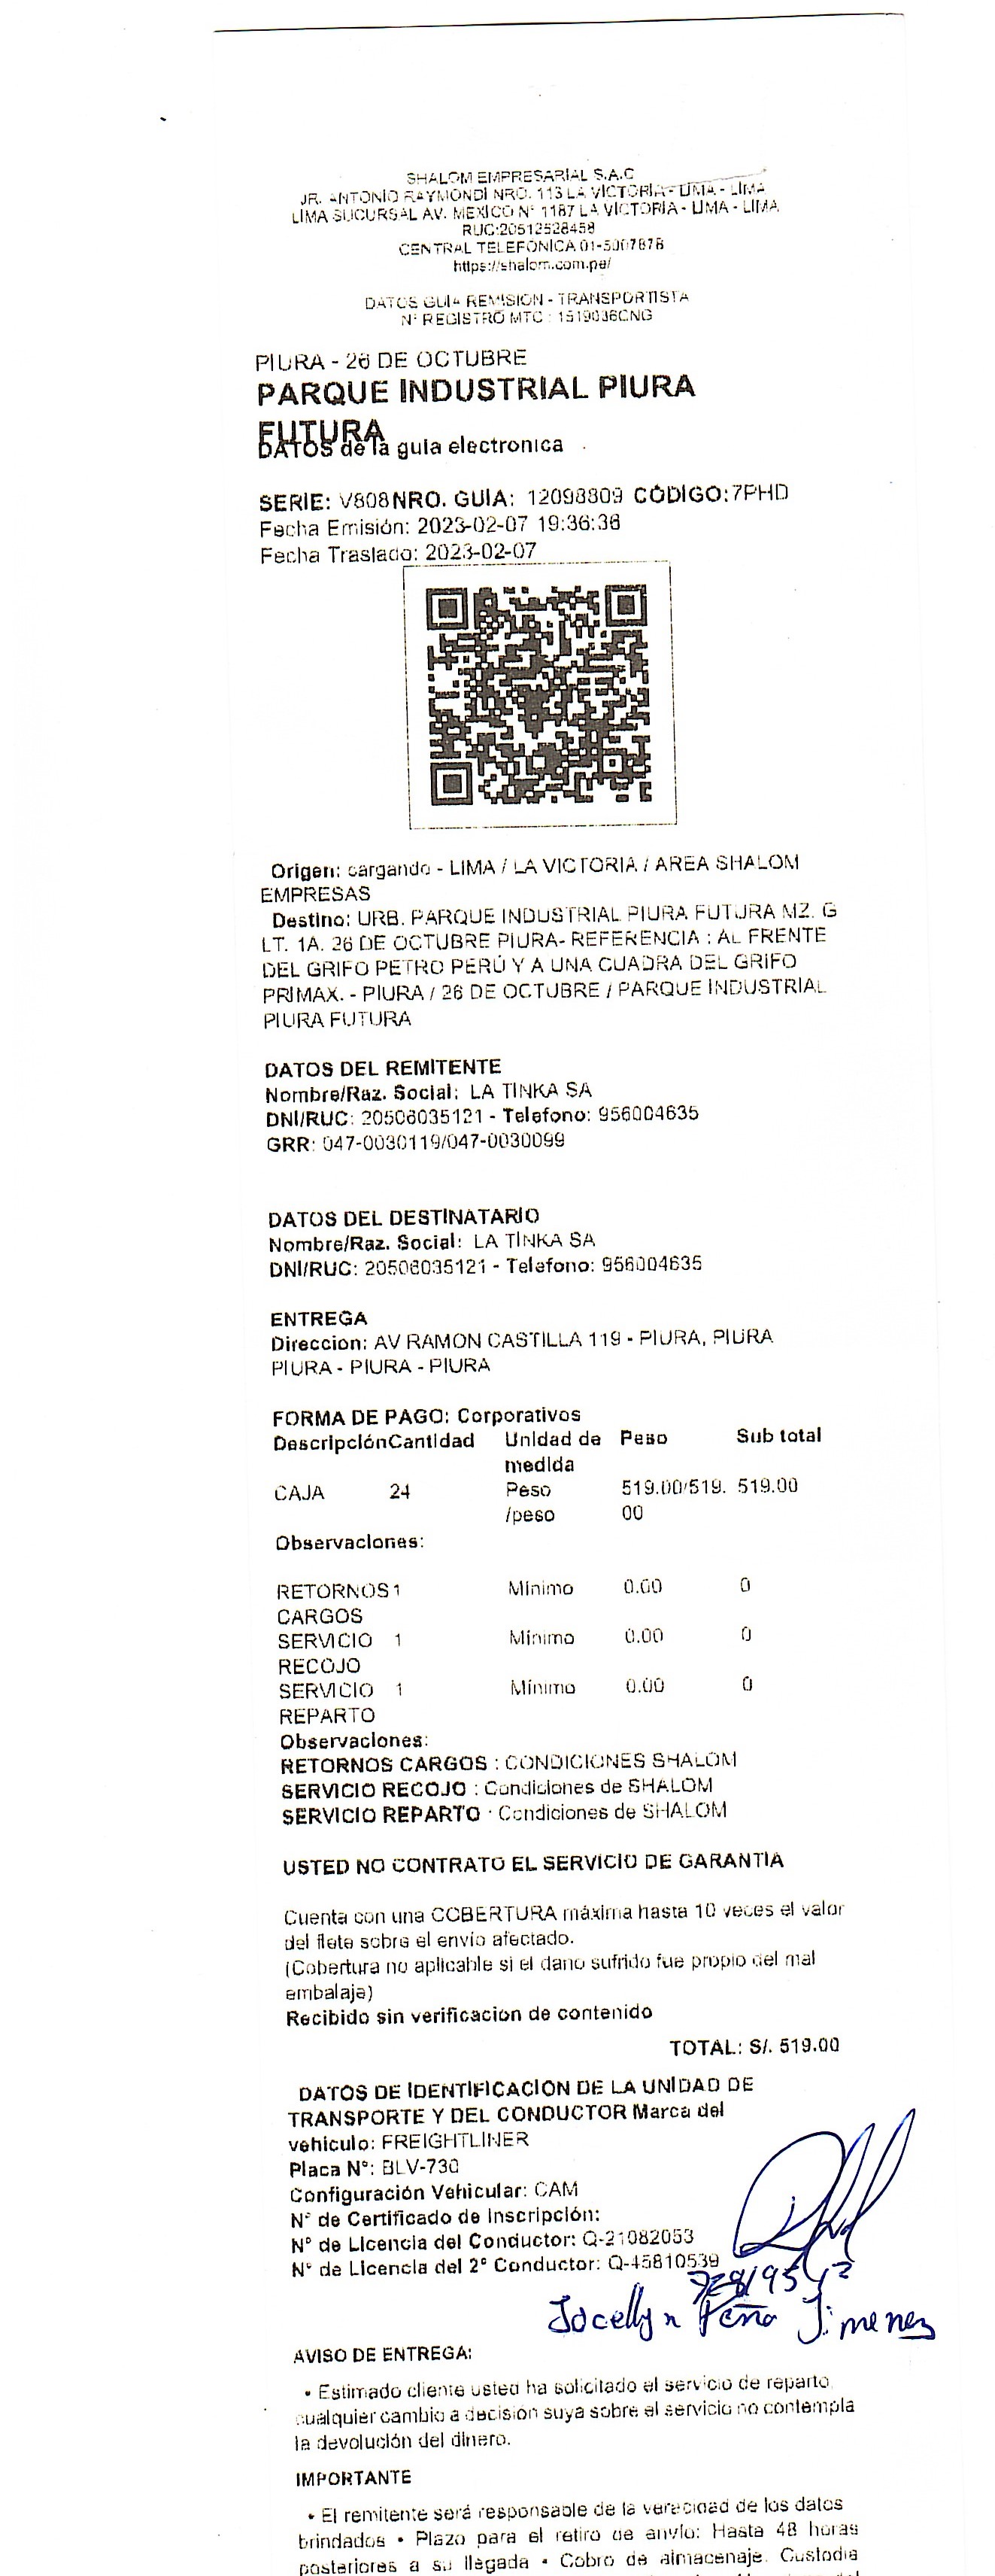 SHALOM EMPRESARIAL S.A.C
JR. ANTONIO RAYMONDI NRO. 113 LA VICTORIA - LIMA - LIMA
LIMA SUCURSAL AV. MEXICO N° 1187 LA VICTORIA - LIMA - LIMA
RUC:20512528458
CENTRAL TELEFONICA 01-5007878
https://shalom.com.pe/
DATOS GUIA REMISION - TRANSPORTISTA
N° REGISTRO MTC : 1519036CNG
PIURA - 26 DE OCTUBRE
PARQUE INDUSTRIAL PIURA
FUTURA
DATOS de la guia electronica
SERIE: V808NRO. GUIA: 12098809 CÓDIGO:7PHD
Fecha Emisión: 2023-02-07 19:36:36
Fecha Traslado: 2023-02-07
Origen: cargando - LIMA / LA VICTORIA / AREA SHALOM
EMPRESAS
Destino: URB. PARQUE INDUSTRIAL PIURA FUTURA MZ. G
LT. 1A. 26 DE OCTUBRE PIURA- REFERENCIA : AL FRENTE
DEL GRIFO PETRO PERÚ Y A UNA CUADRA DEL GRIFO
PRIMAX. - PIURA / 26 DE OCTUBRE / PARQUE INDUSTRIAL
PIURA FUTURA
DATOS DEL REMITENTE
Nombre/Raz. Social: LA TINKA SA
DNI/RUC: 20506035121 - Telefono: 956004635
GRR: 047-0030119/047-0030099
DATOS DEL DESTINATARIO
Nombre/Raz. Social: LA TINKA SA
DNI/RUC: 20506035121 - Telefono: 956004635
ENTREGA
Direccion: AV RAMON CASTILLA 119 - PIURA, PIURA
PIURA - PIURA - PIURA
FORMA DE PAGO: Corporativos
DescripciónCantidad Unidad de Peso Sub total
medida
CAJA 24 Peso 519.00/519. 519.00
/peso 00
Observaciones:
RETORNOS1 Mínimo 0.00 0
CARGOS
SERVICIO 1 Mínimo 0.00 0
RECOJO
SERVICIO 1 Mínimo 0.00 0
REPARTO
Observaciones:
RETORNOS CARGOS : CONDICIONES SHALOM
SERVICIO RECOJO : Condiciones de SHALOM
SERVICIO REPARTO : Condiciones de SHALOM
USTED NO CONTRATO EL SERVICIO DE GARANTIA
Cuenta con una COBERTURA máxima hasta 10 veces el valor
del flete sobre el envio afectado.
(Cobertura no aplicable si el dano sufrido fue propio del mal
embalaje)
Recibido sin verificacion de contenido
TOTAL: S/. 519.00
DATOS DE IDENTIFICACION DE LA UNIDAD DE
TRANSPORTE Y DEL CONDUCTOR Marca del
vehiculo: FREIGHTLINER
Placa N°: BLV-730
Configuración Vehicular: CAM
N° de Certificado de Inscripción:
N° de Licencia del Conductor: Q-21082053
N° de Licencia del 2° Conductor: Q-45810539
Jocellyn Peña Jimenez
AVISO DE ENTREGA:
• Estimado cliente usted ha solicitado el servicio de reparto,
cualquier cambio a decisión suya sobre el servicio no contempla
la devolución del dinero.
IMPORTANTE
• El remitente será responsable de la veracidad de los datos
brindados • Plazo para el retiro de envío: Hasta 48 horas
posteriores a su llegada • Cobro de almacenaje. Custodia